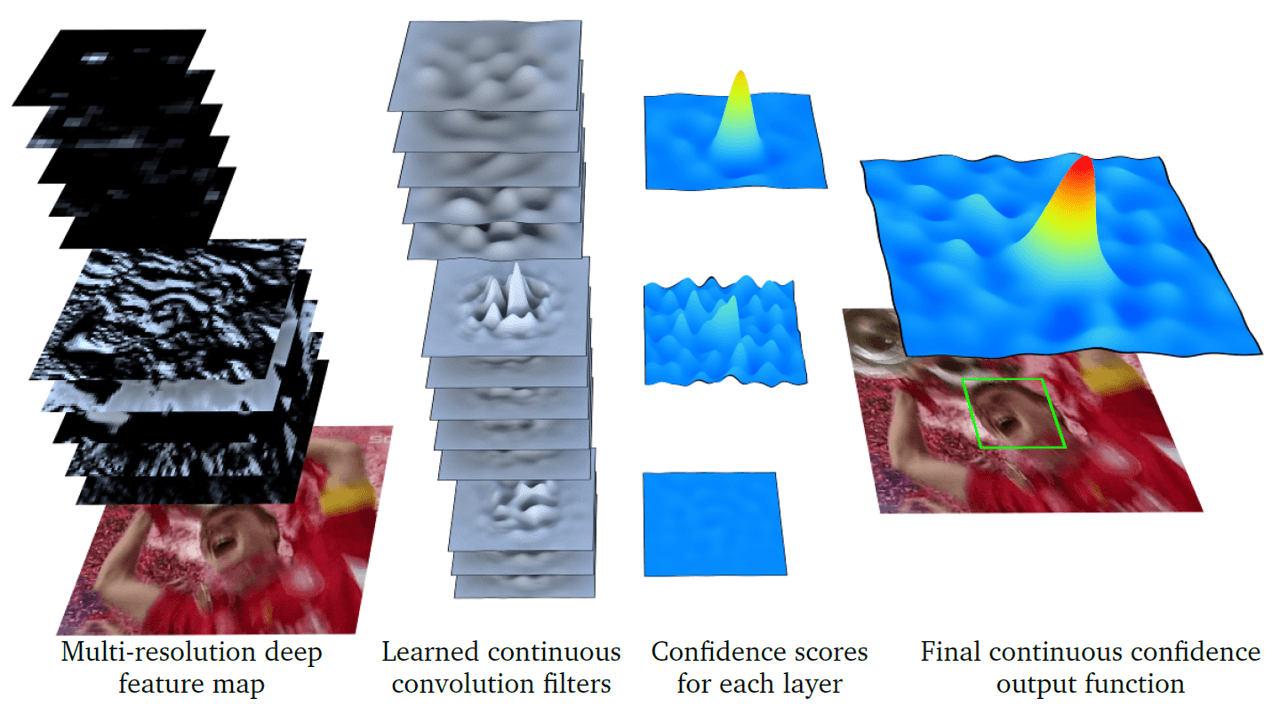 Multi-resolution deep
feature map
Learned continuous
convolution filters
Confidence scores
for each layer
Final continuous confidence
output function